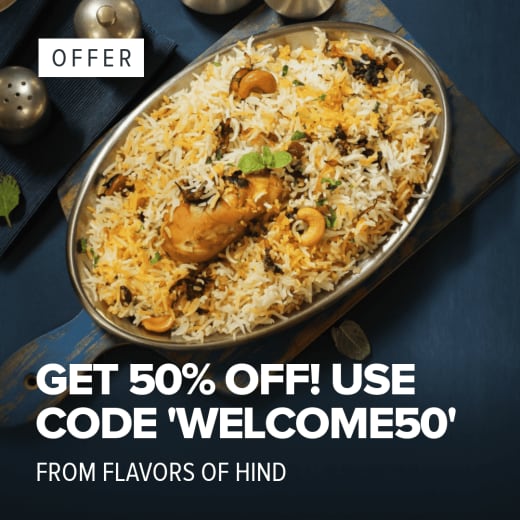 OFFER
GET 50% OFF! USE
CODE 'WELCOME50'
FROM FLAVORS OF HIND